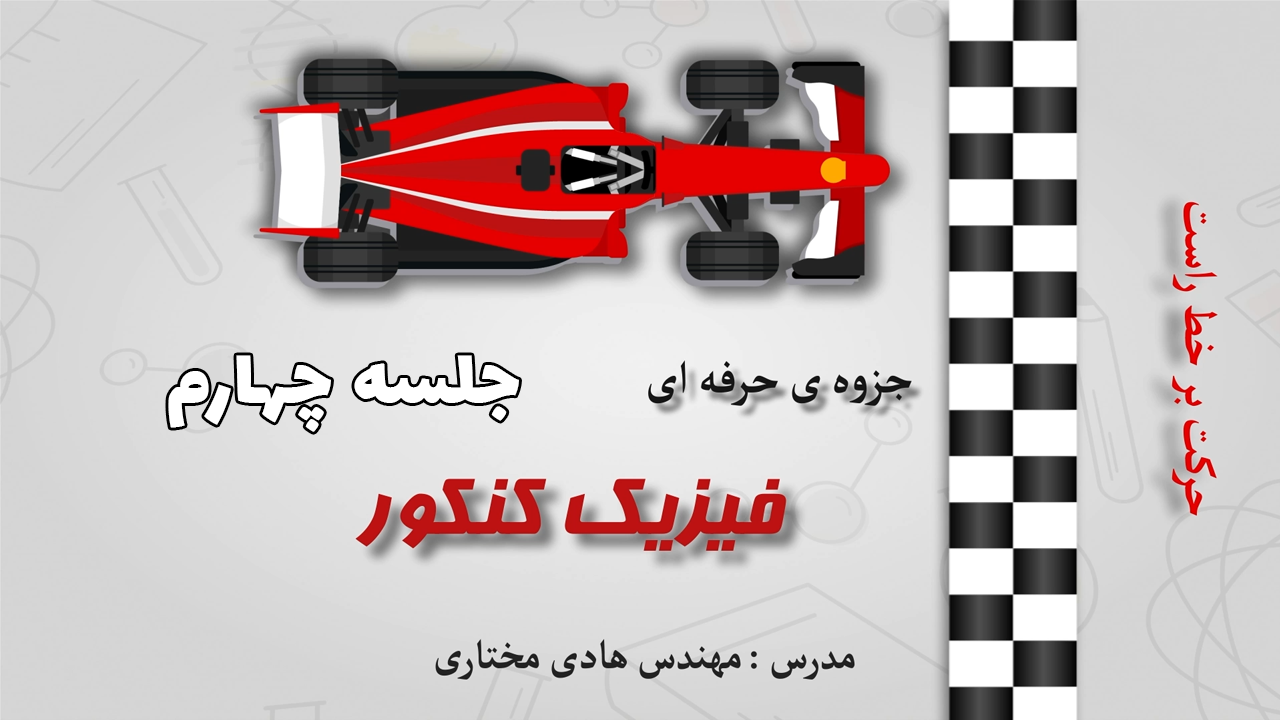 جزوه ی حرفه ای
جلسه چهارم
فیزیک کنکور
مدرس : مهندس هادی مختاری
حرکت بر خط راست